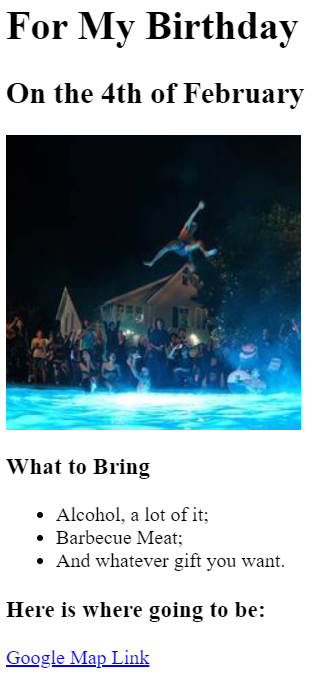 For My Birthday
On the 4th of February
What to Bring
Alcohol, a lot of it;
Barbecue Meat;
And whatever gift you want.
Here is where going to be:
Google Map Link